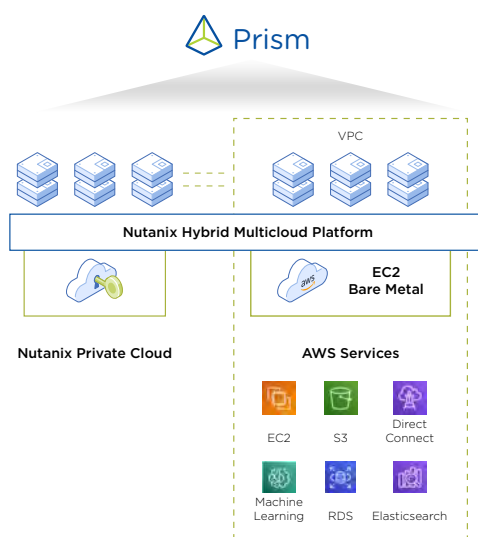 Prism
VPC
Nutanix Hybrid Multicloud Platform
aws
EC2
Bare Metal
Nutanix Private Cloud
AWS Services
EC2
S3
Direct
Connect
Machine
Learning
RDS
Elasticsearch